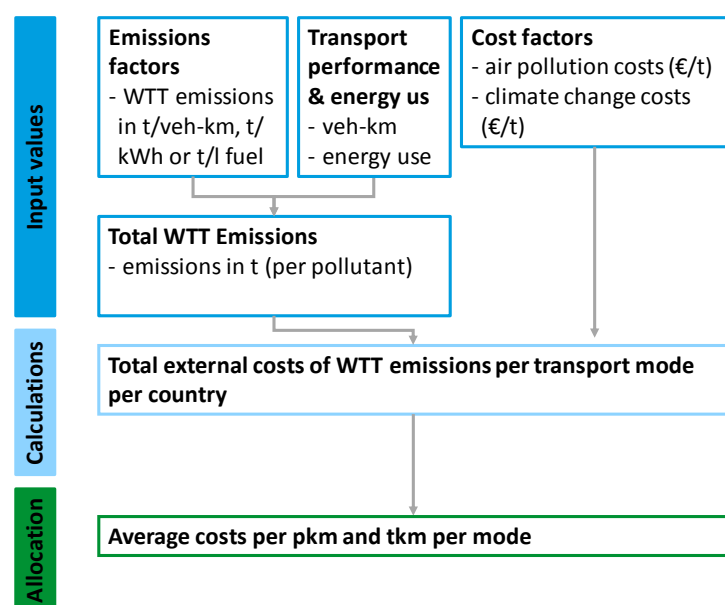 Input values
Emissions
factors
- WTT emissions
in t/veh-km, t/
kWh or t/l fuel
Transport
performance
& energy us
- veh-km
- energy use
Cost factors
- air pollution costs (€/t)
- climate change costs
(€/t)
Total WTT Emissions
- emissions in t (per pollutant)
Calculations
Total external costs of WTT emissions per transport mode
per country
Allocation
Average costs per pkm and tkm per mode